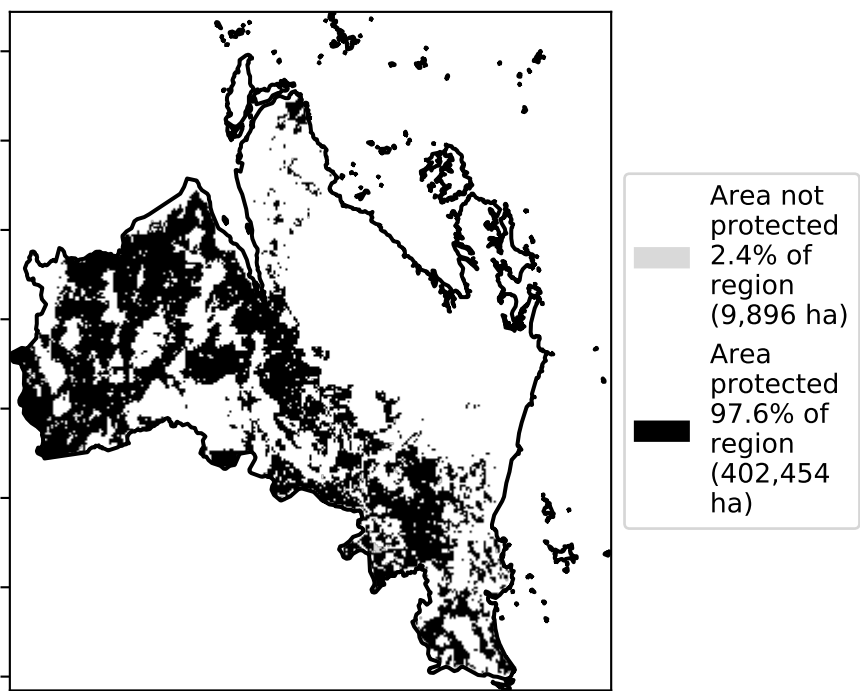 Area not
protected
2.4% of
region
(9,896 ha)
Area
protected
97.6% of
region
(402,454
ha)